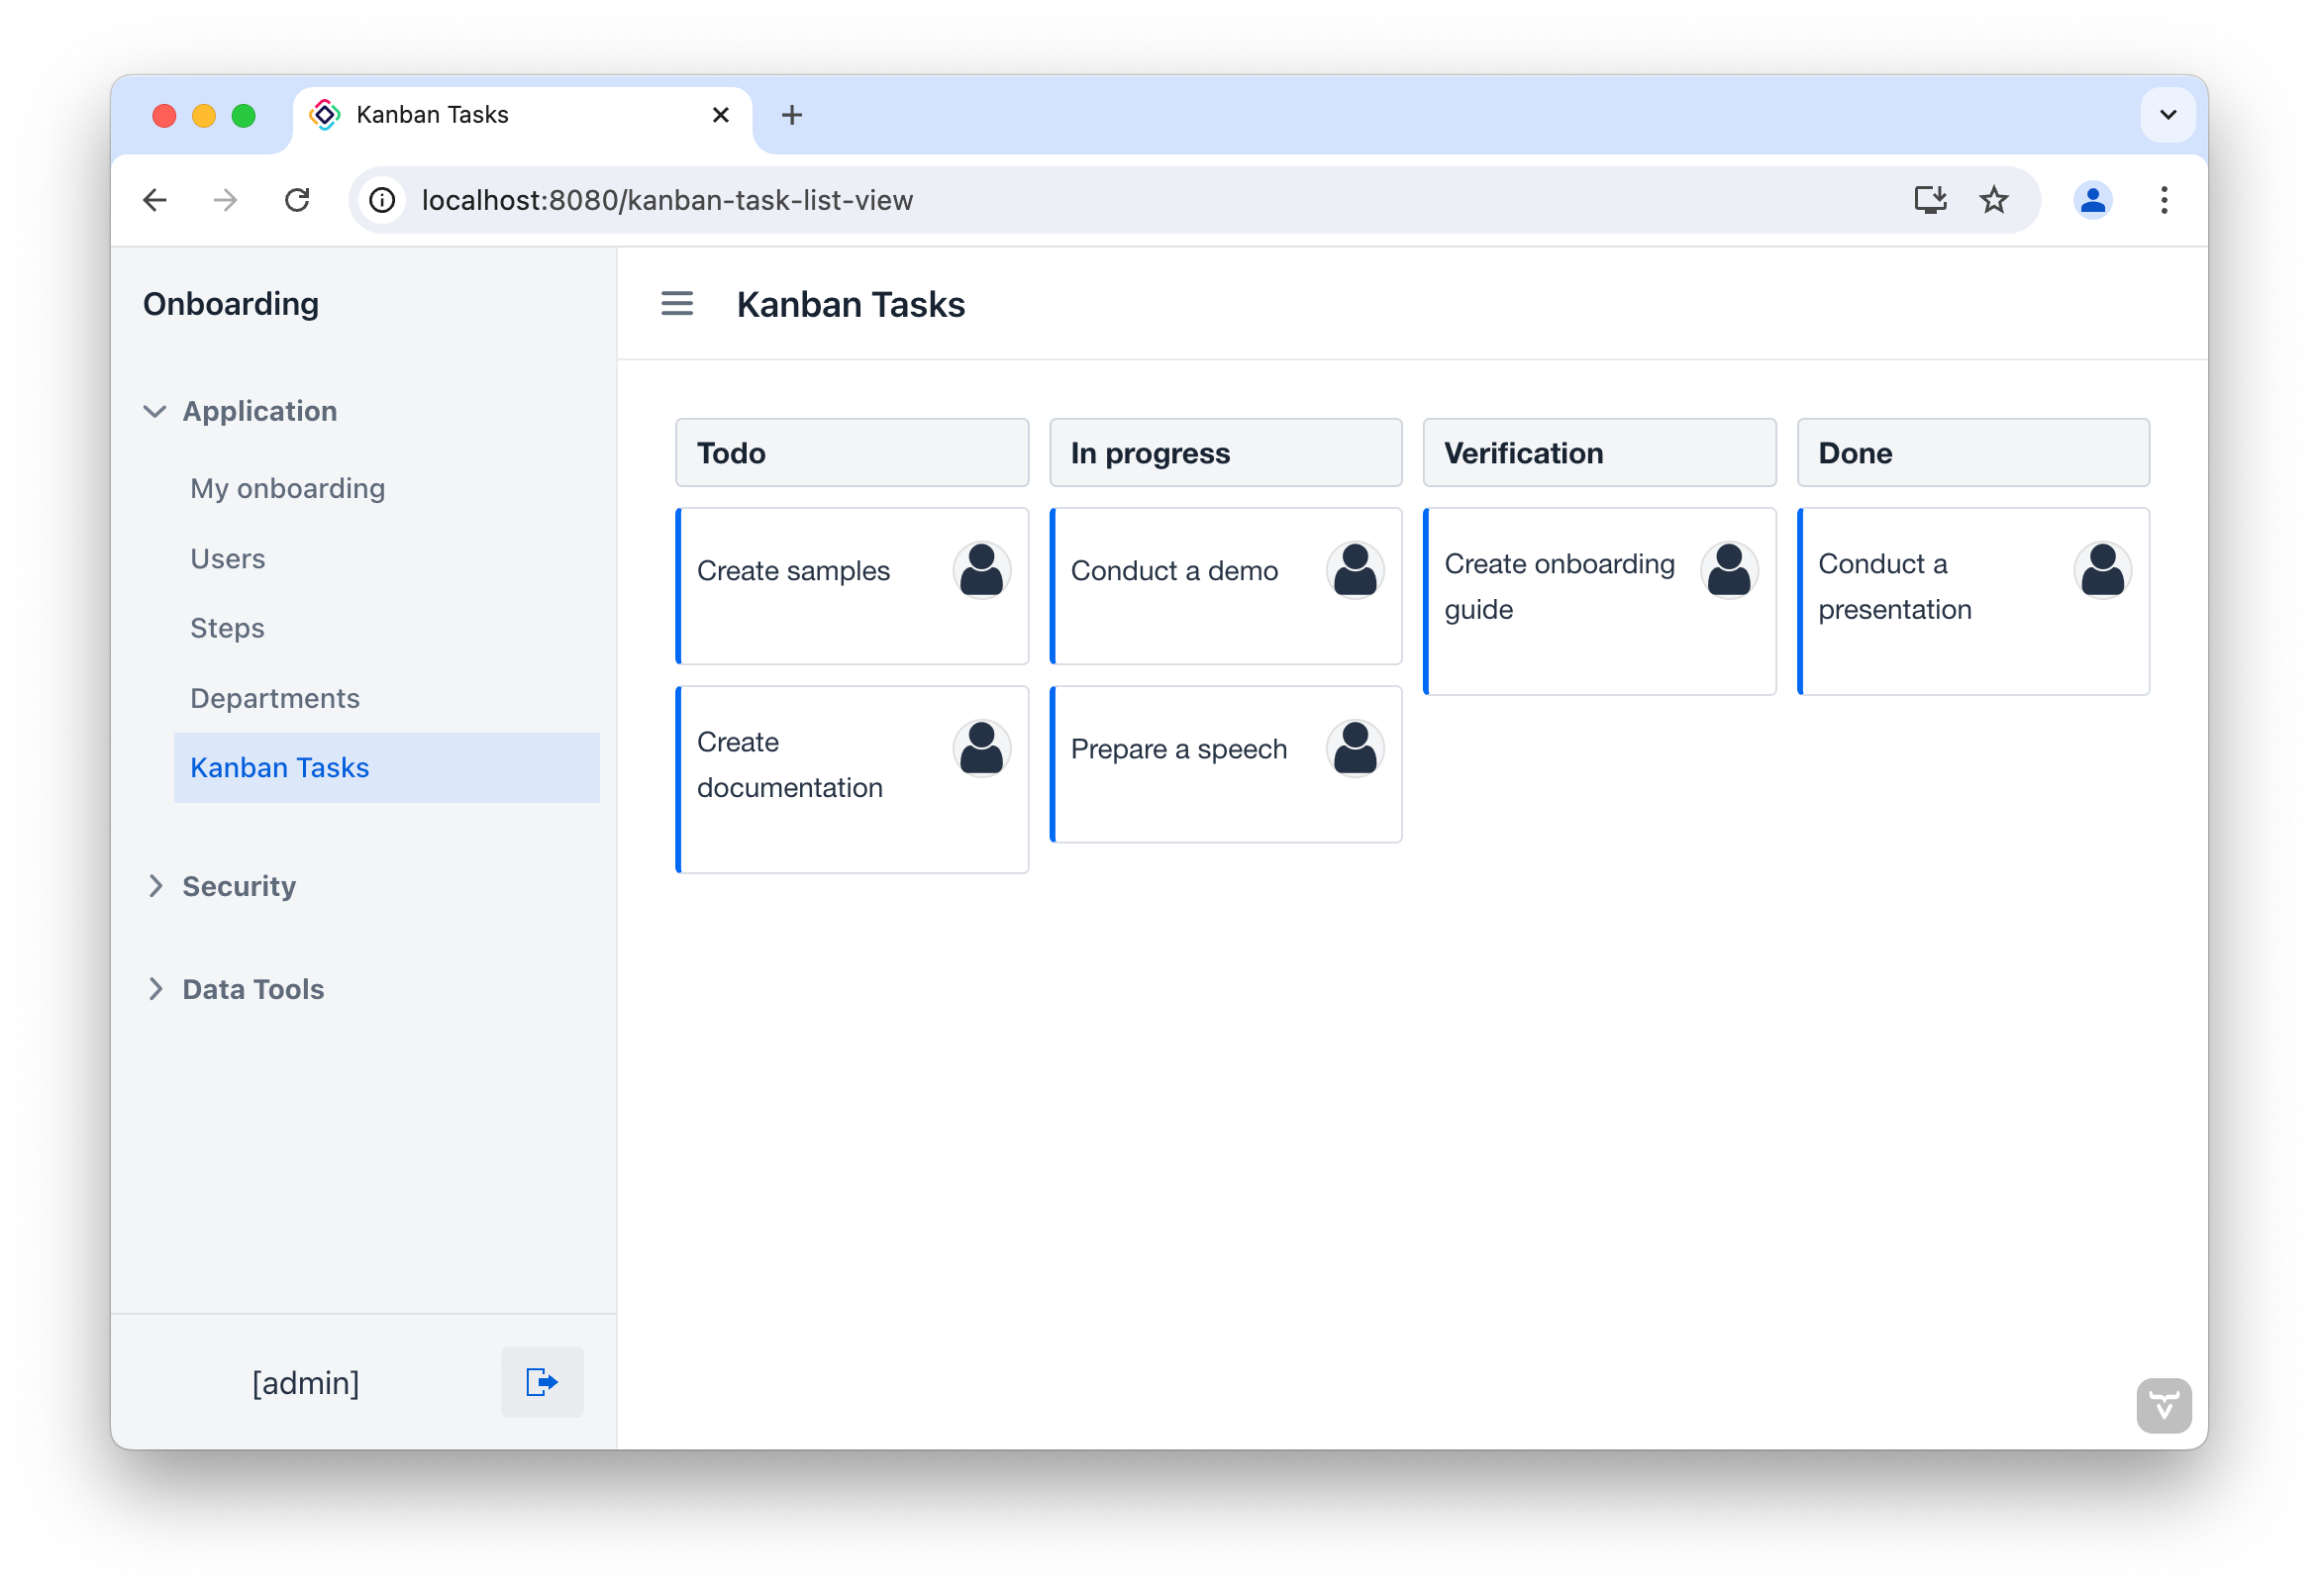 Kanban Tasks
localhost:8080/kanban-task-list-view
Onboarding
Application
My onboarding
Users
Steps
Departments
Kanban Tasks
Security
Data Tools
[admin]
Kanban Tasks
Todo
Create samples
Create
documentation
In progress
Conduct a demo
Prepare a speech
Verification
Create onboarding
guide
Done
Conduct a
presentation